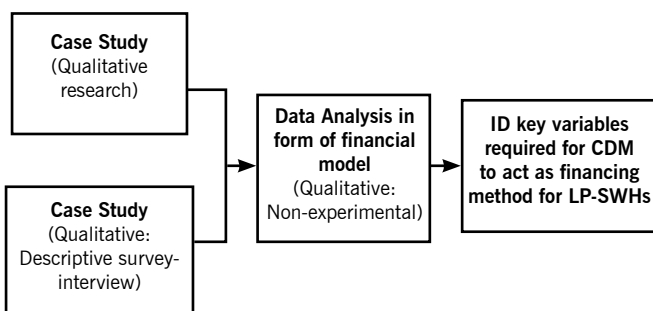 Case Study
(Qualitative
research)
Case Study
(Qualitative:
Descriptive survey-
interview)
Data Analysis in
form of financial
model
(Qualitative:
Non-experimental)
ID key variables
required for CDM
to act as financing
method for LP-SWHs